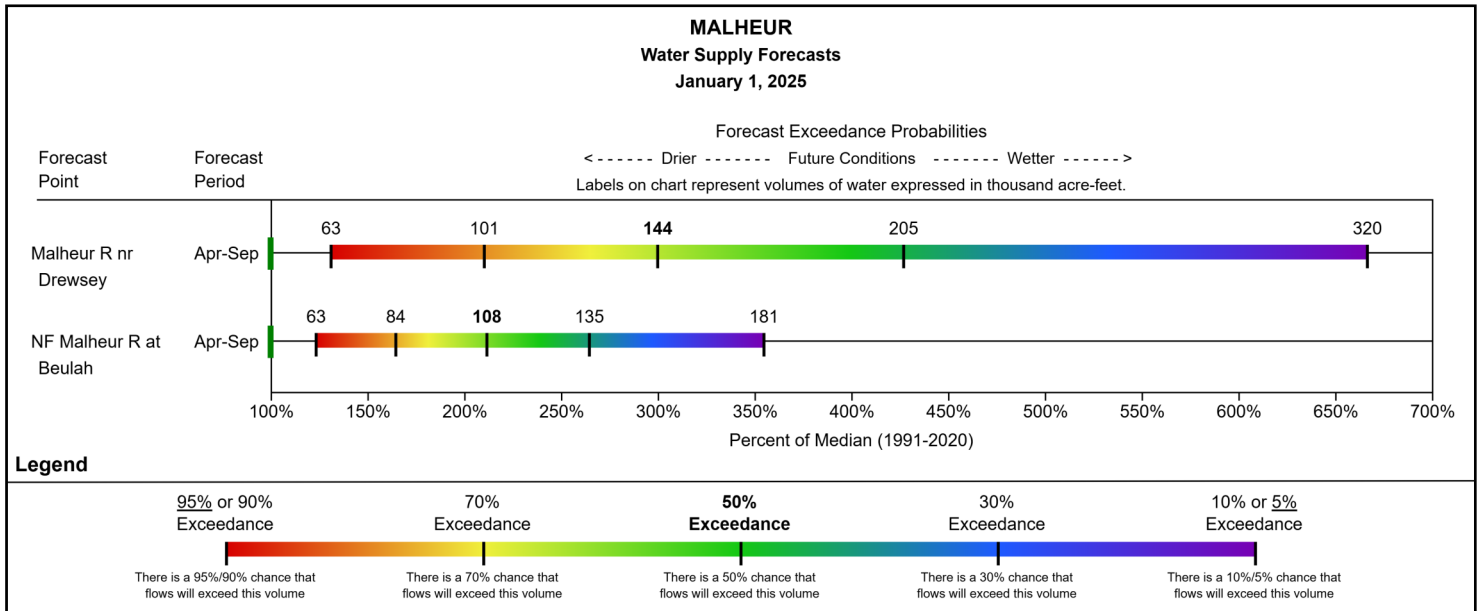 MALHEUR
Water Supply Forecasts
January 1, 2025
Forecast Exceedance Probabilities
Forecast Point
Forecast Period
<- - - - - - Drier - - - - - - - Future Conditions - - - - - - - Wetter - - - - - ->
Labels on chart represent volumes of water expressed in thousand acre-feet.
63 101 144 205 320
Malheur R nr Drewsey
Apr-Sep
63 84 108 135 181
NF Malheur R at Beulah
Apr-Sep
100% 150% 200% 250% 300% 350% 400% 450% 500% 550% 600% 650% 700%
Percent of Median (1991-2020)
Legend
95% or 90% Exceedance
70% Exceedance
50% Exceedance
30% Exceedance
10% or 5% Exceedance
There is a 95%/90% chance that
flows will exceed this volume
There is a 70% chance that
flows will exceed this volume
There is a 50% chance that
flows will exceed this volume
There is a 30% chance that
flows will exceed this volume
There is a 10%/5% chance that
flows will exceed this volume